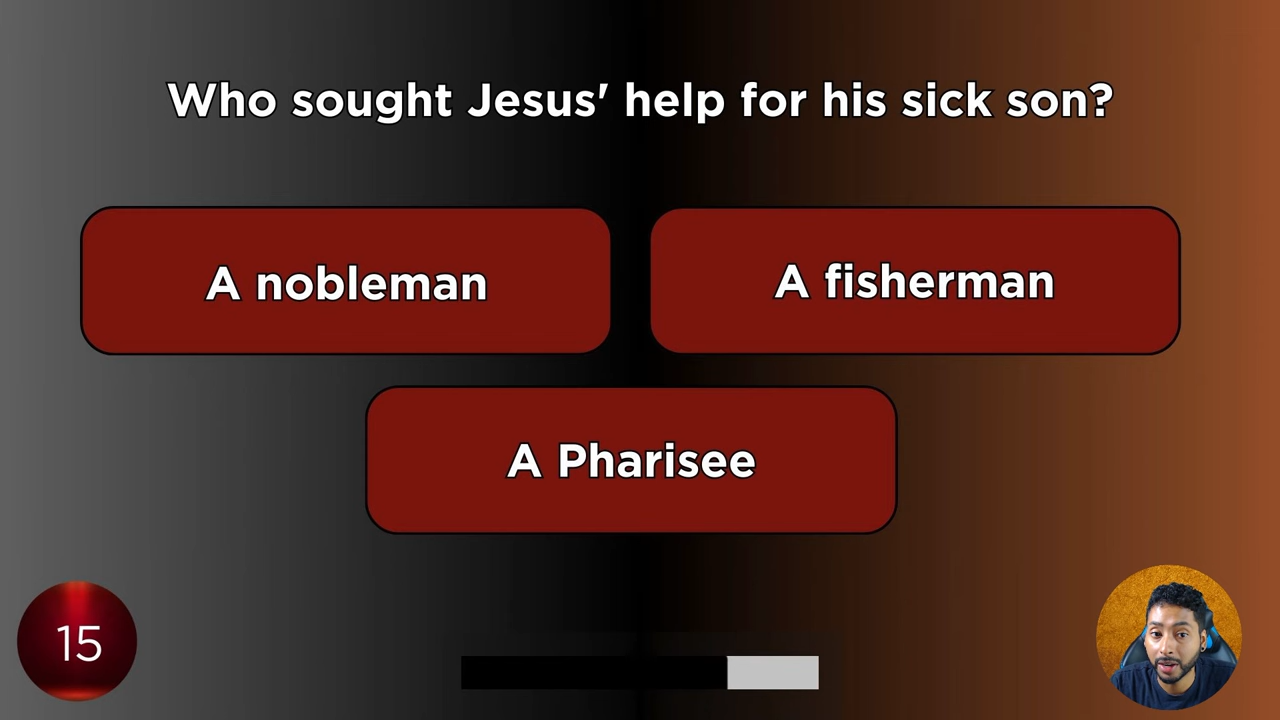 Who sought Jesus' help for his sick son?
A nobleman
A fisherman
A Pharisee
15